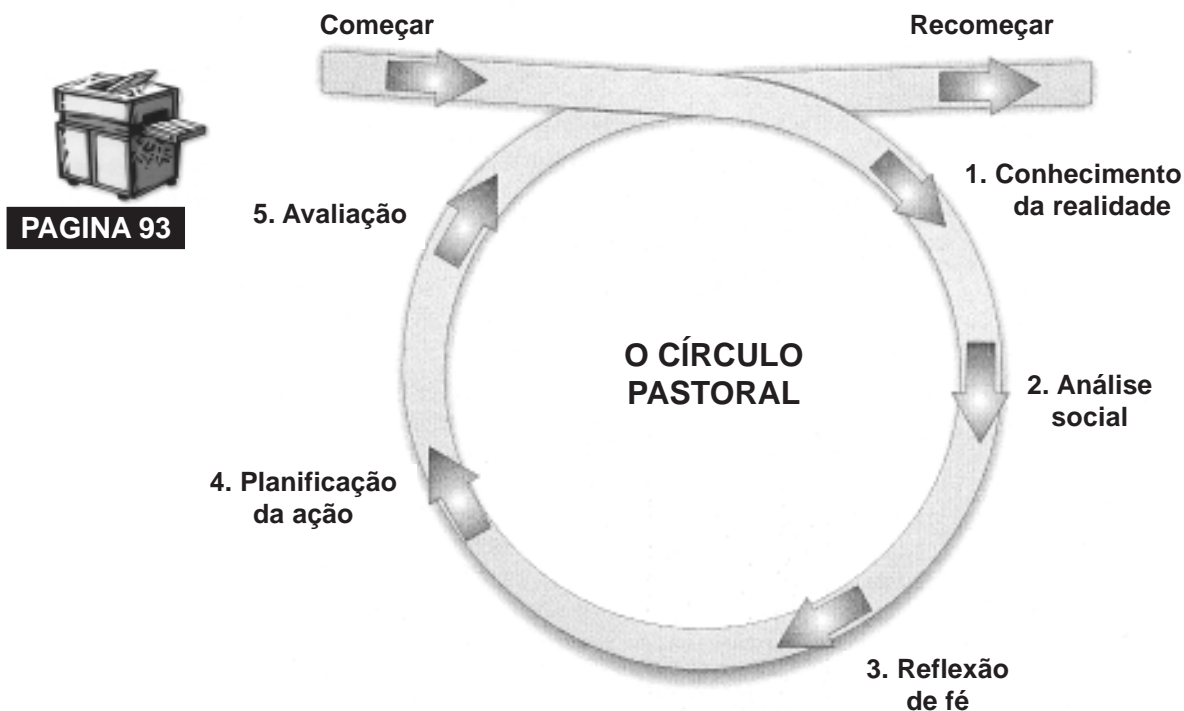 Começar
Recomeçar
PAGINA 93
1. Conhecimento
da realidade
5. Avaliação
O CÍRCULO
PASTORAL
2. Análise
social
4. Planificação
da ação
3. Reflexão
de fé